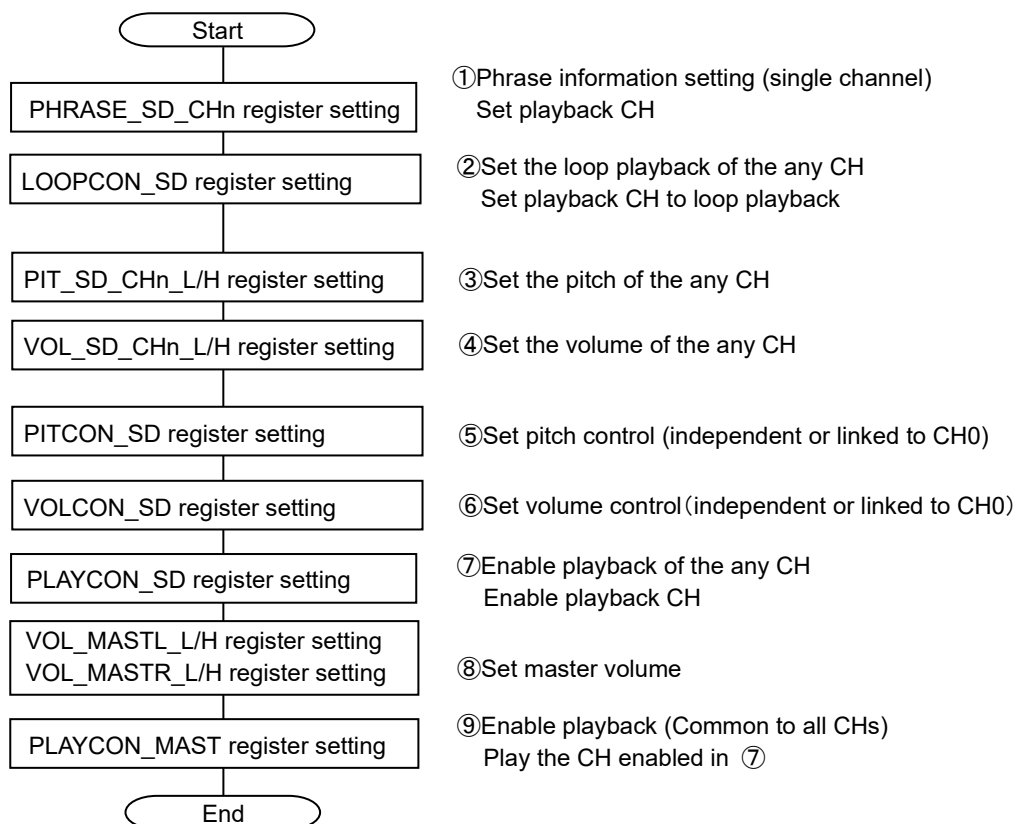 Start
PHRASE_SD_CHn register setting
①Phrase information setting (single channel)
Set playback CH
LOOPCON_SD register setting
②Set the loop playback of the any CH
Set playback CH to loop playback
PIT_SD_CHn_L/H register setting
③Set the pitch of the any CH
VOL_SD_CHn_L/H register setting
④Set the volume of the any CH
PITCON_SD register setting
⑤Set pitch control (independent or linked to CH0)
VOLCON_SD register setting
⑥Set volume control（independent or linked to CH0）
PLAYCON_SD register setting
⑦Enable playback of the any CH
Enable playback CH
VOL_MASTL_L/H register setting
VOL_MASTR_L/H register setting
⑧Set master volume
PLAYCON_MAST register setting
⑨Enable playback (Common to all CHs)
Play the CH enabled in ⑦
End